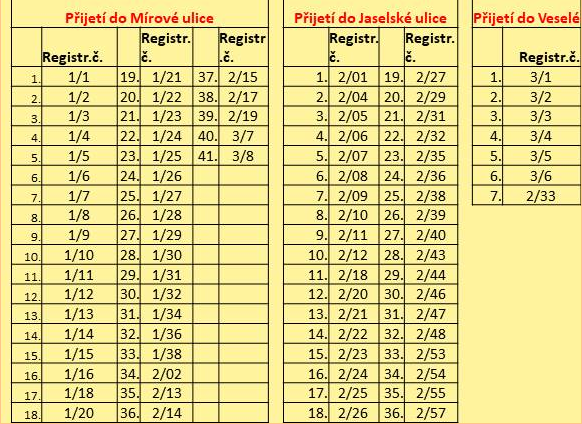 Přijetí do Mírové ulice Přijetí do Jaselské ulice Přijetí do Veselé
Registr.č. Registr. č. Registr .č. Registr. č. Registr. č. Registr.č.
1. 1/1 19. 1/21 37. 2/15 1. 2/01 19. 2/27 1. 3/1
2. 1/2 20. 1/22 38. 2/17 2. 2/04 20. 2/29 2. 3/2
3. 1/3 21. 1/23 39. 2/19 3. 2/05 21. 2/31 3. 3/3
4. 1/4 22. 1/24 40. 3/7 4. 2/06 22. 2/32 4. 3/4
5. 1/5 23. 1/25 41. 3/8 5. 2/07 23. 2/35 5. 3/5
6. 1/6 24. 1/26 6. 2/08 24. 2/36 6. 3/6
7. 1/7 25. 1/27 7. 2/09 25. 2/38 7. 2/33
8. 1/8 26. 1/28 8. 2/10 26. 2/39
9. 1/9 27. 1/29 9. 2/11 27. 2/40
10. 1/10 28. 1/30 10. 2/12 28. 2/43
11. 1/11 29. 1/31 11. 2/18 29. 2/44
12. 1/12 30. 1/32 12. 2/20 30. 2/46
13. 1/13 31. 1/34 13. 2/21 31. 2/47
14. 1/14 32. 1/36 14. 2/22 32. 2/48
15. 1/15 33. 1/38 15. 2/23 33. 2/53
16. 1/16 34. 2/02 16. 2/24 34. 2/54
17. 1/18 35. 2/13 17. 2/25 35. 2/55
18. 1/20 36. 2/14 18. 2/26 36. 2/57